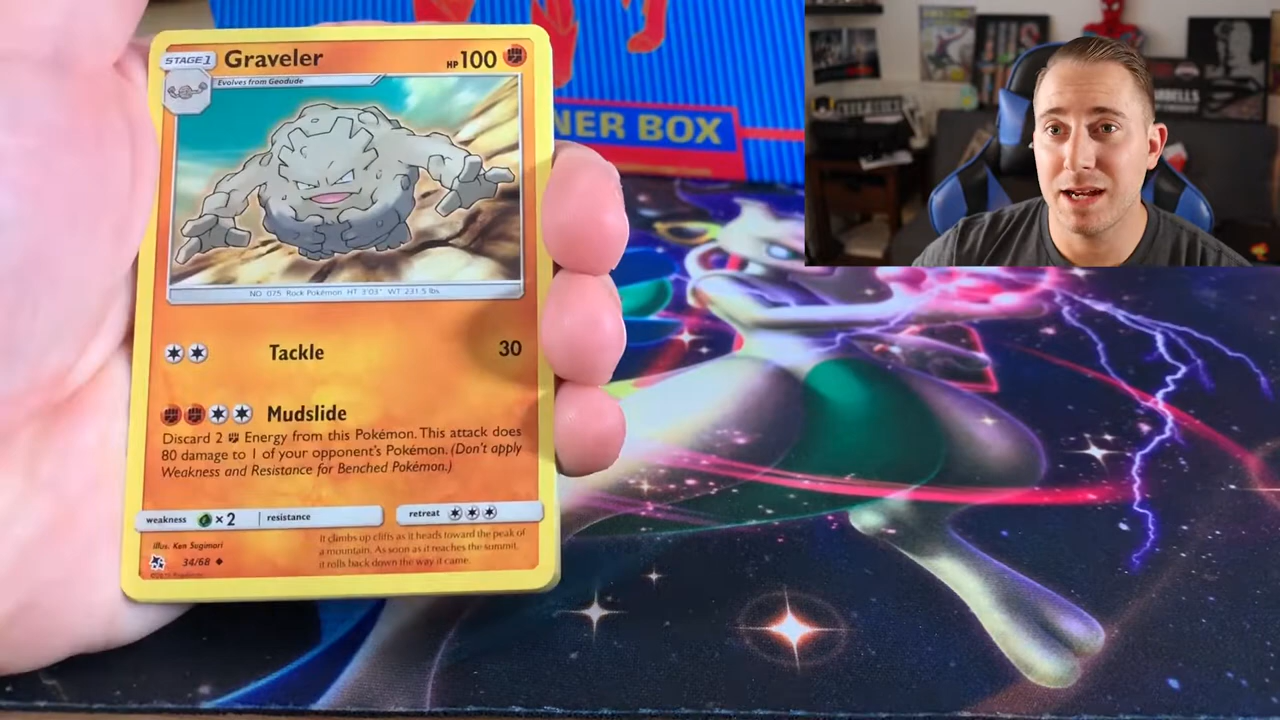 STAGE 1 Graveler HP 100
Evolves from Geodude
NO. 075 Rock Pokémon HT: 3'03" WT: 231.5 lbs
Tackle 30
Mudslide
Discard 2 Energy from this Pokémon. This attack does
80 damage to 1 of your opponent's Pokémon. (Don't apply
Weakness and Resistance for Benched Pokémon.)
weakness ×2 resistance retreat
Illus. Ken Sugimori
34/68
It climbs up cliffs as it heads toward the peak of
a mountain. As soon as it reaches the summit,
it rolls back down the way it came.
NER BOX